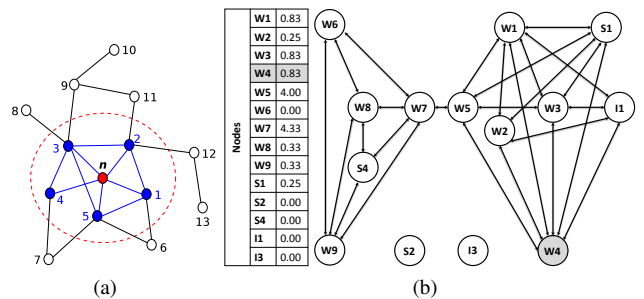 10
9
11
8
3
2
n
12
4
1
13
5
6
7
(a)
Nodes
W1 0.83
W2 0.25
W3 0.83
W4 0.83
W5 4.00
W6 0.00
W7 4.33
W8 0.33
W9 0.33
S1 0.25
S2 0.00
S4 0.00
I1 0.00
I3 0.00
W6
W1
S1
W8
W7
W5
W3
I1
W2
S4
W9
S2
I3
W4
(b)